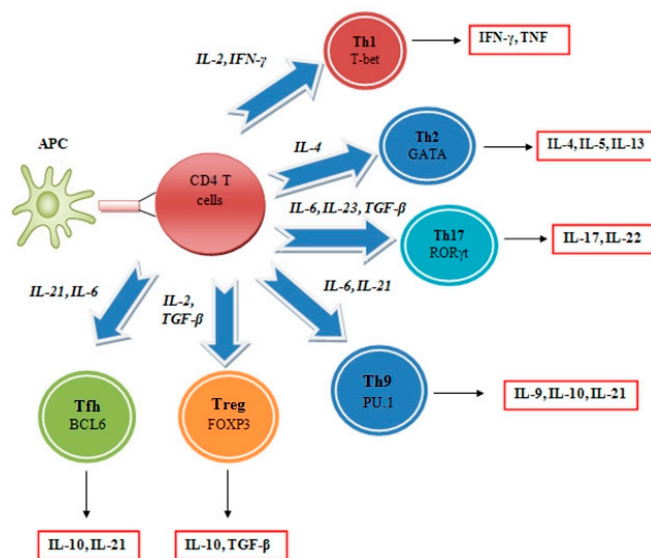 Th1
T-bet
IFN-γ, TNF
IL-2, IFN-γ
Th2
GATA
IL-4, IL-5, IL-13
IL-4
APC
CD4 T
cells
IL-6, IL-23, TGF-β
Th17
RORγt
IL-17, IL-22
IL-21, IL-6
IL-2,
TGF-β
IL-6, IL-21
Tfh
BCL6
Treg
FOXP3
Th9
PU.1
IL-9, IL-10, IL-21
IL-10, IL-21
IL-10, TGF-β